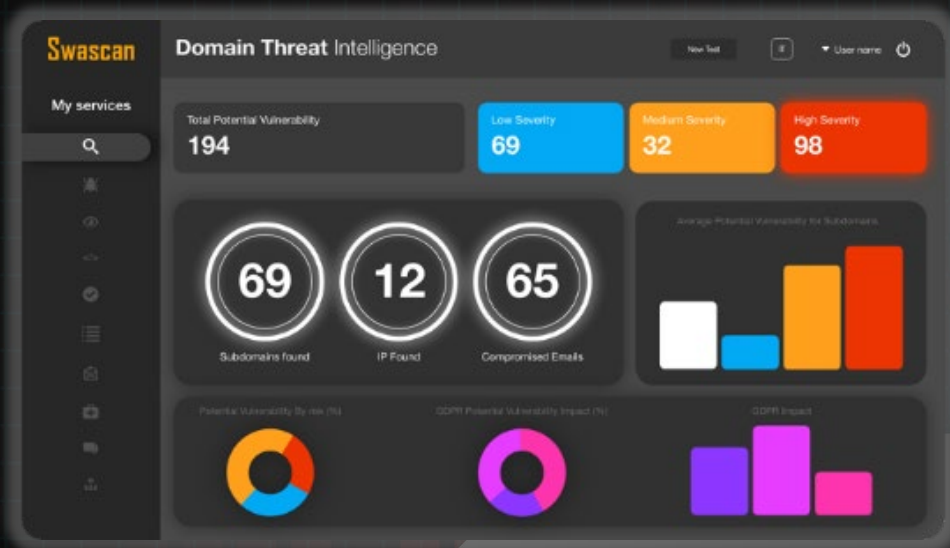 Swascan
Domain Threat Intelligence
New Test
IT
User name
My services
Total Potential Vulnerability
194
Low Severity
69
Medium Severity
32
High Severity
98
69
12
65
Subdomains found
IP Found
Compromised Emails
Average Potential Vulnerability for Subdomains
Potential Vulnerability By risk (%)
GDPR Potential Vulnerability Impact (%)
GDPR Impact